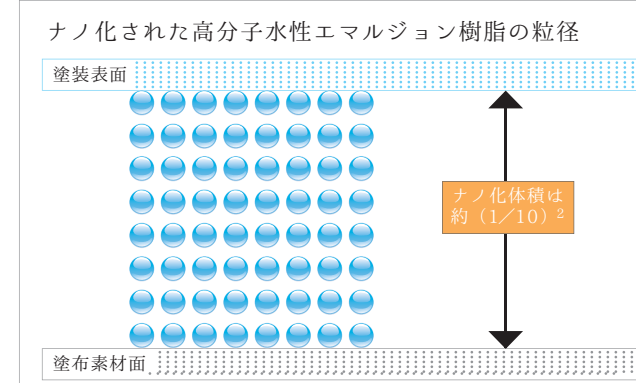 ナノ化された高分子水性エマルジョン樹脂の粒径
塗装表面
ナノ化体積は
約（1／10）²
塗布素材面